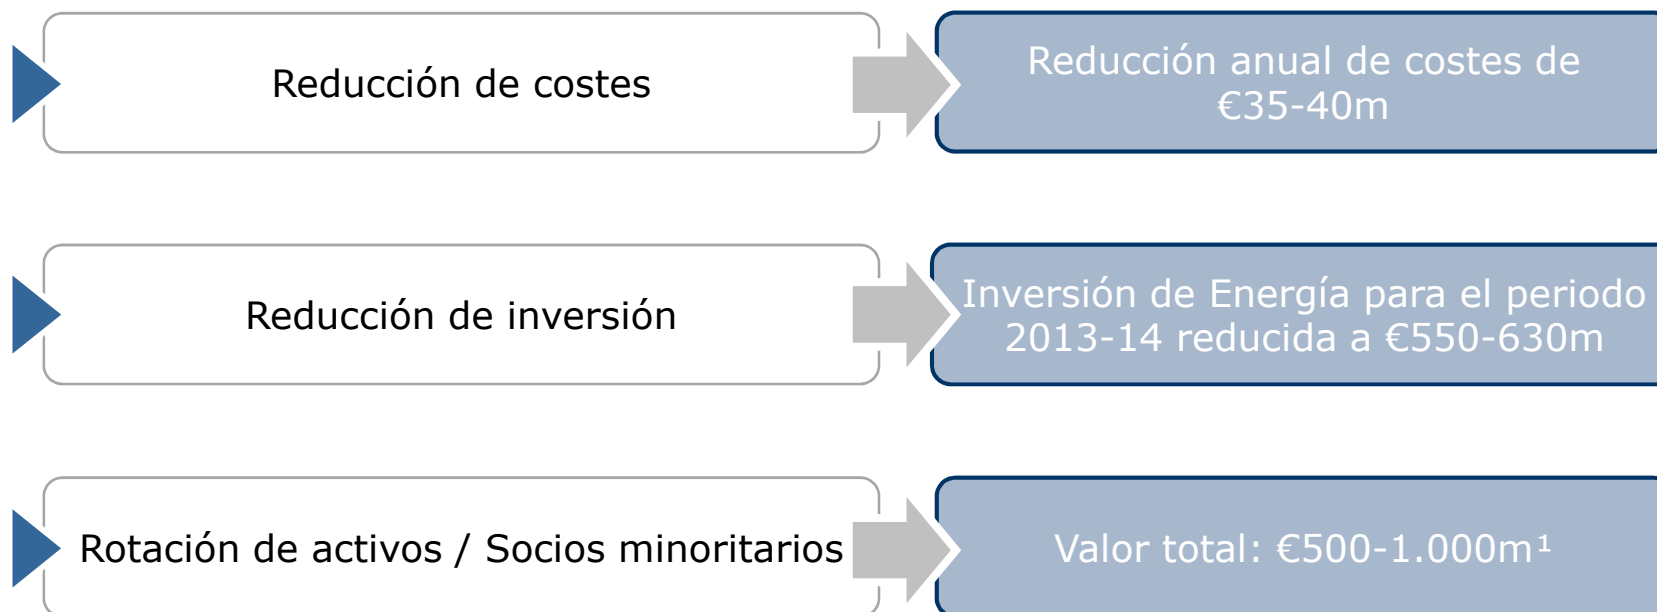 Reducción de costes
Reducción anual de costes de
€35-40m
Reducción de inversión
Inversión de Energía para el periodo
2013-14 reducida a €550-630m
Rotación de activos / Socios minoritarios
Valor total: €500-1.000m¹